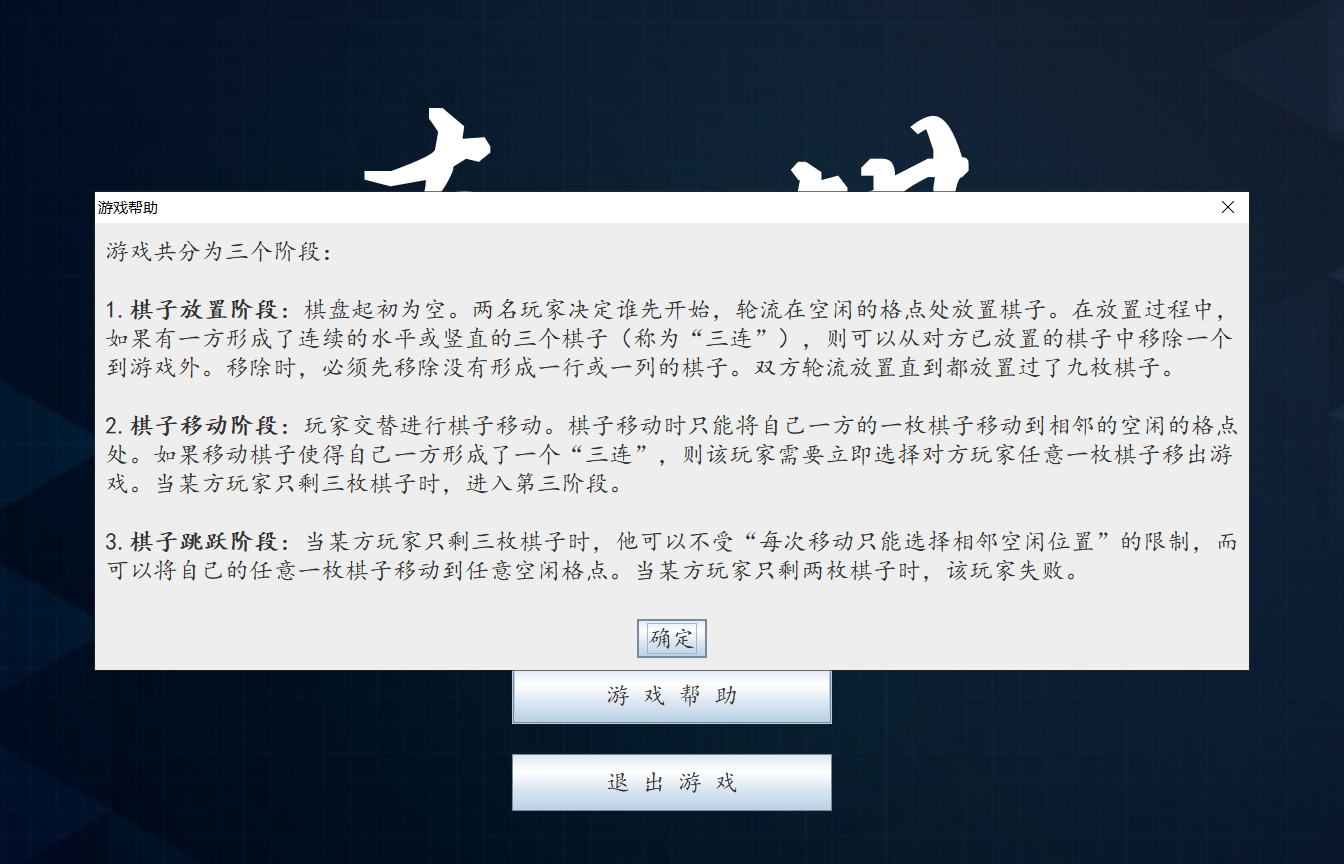 游戏帮助
游戏共分为三个阶段：
1.棋子放置阶段：棋盘起初为空。两名玩家决定谁先开始，轮流在空闲的格点处放置棋子。在放置过程中，
如果有一方形成了连续的水平或竖直的三个棋子（称为“三连”），则可以从对方已放置的棋子中移除一个
到游戏外。移除时，必须先移除没有形成一行或一列的棋子。双方轮流放置直到都放置过了九枚棋子。
2.棋子移动阶段：玩家交替进行棋子移动。棋子移动时只能将自己一方的一枚棋子移动到相邻的空闲的格点
处。如果移动棋子使得自己一方形成了一个“三连”，则该玩家需要立即选择对方玩家任意一枚棋子移出游
戏。当某方玩家只剩三枚棋子时，进入第三阶段。
3.棋子跳跃阶段：当某方玩家只剩三枚棋子时，他可以不受“每次移动只能选择相邻空闲位置”的限制，而
可以将自己的任意一枚棋子移动到任意空闲格点。当某方玩家只剩两枚棋子时，该玩家失败。
确定
游 戏 帮 助
退 出 游 戏